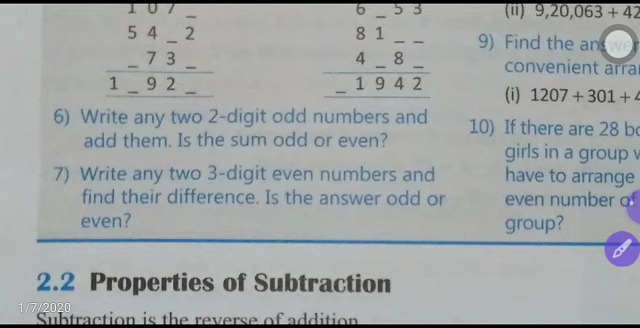 1 0 7 _
5 4 _ 2
_ 7 3 _
1 _ 9 2 _
6 _ 5 3
8 1 _ _
4 _ 8 _
_ 1 9 4 2
6) Write any two 2-digit odd numbers and
add them. Is the sum odd or even?
7) Write any two 3-digit even numbers and
find their difference. Is the answer odd or
even?
(ii) 9,20,063 + 42
9) Find the answer
convenient arra
(i) 1207 + 301 + 4
10) If there are 28 bo
girls in a group w
have to arrange
even number of
group?
2.2 Properties of Subtraction
1/7/2020
Subtraction is the reverse of addition